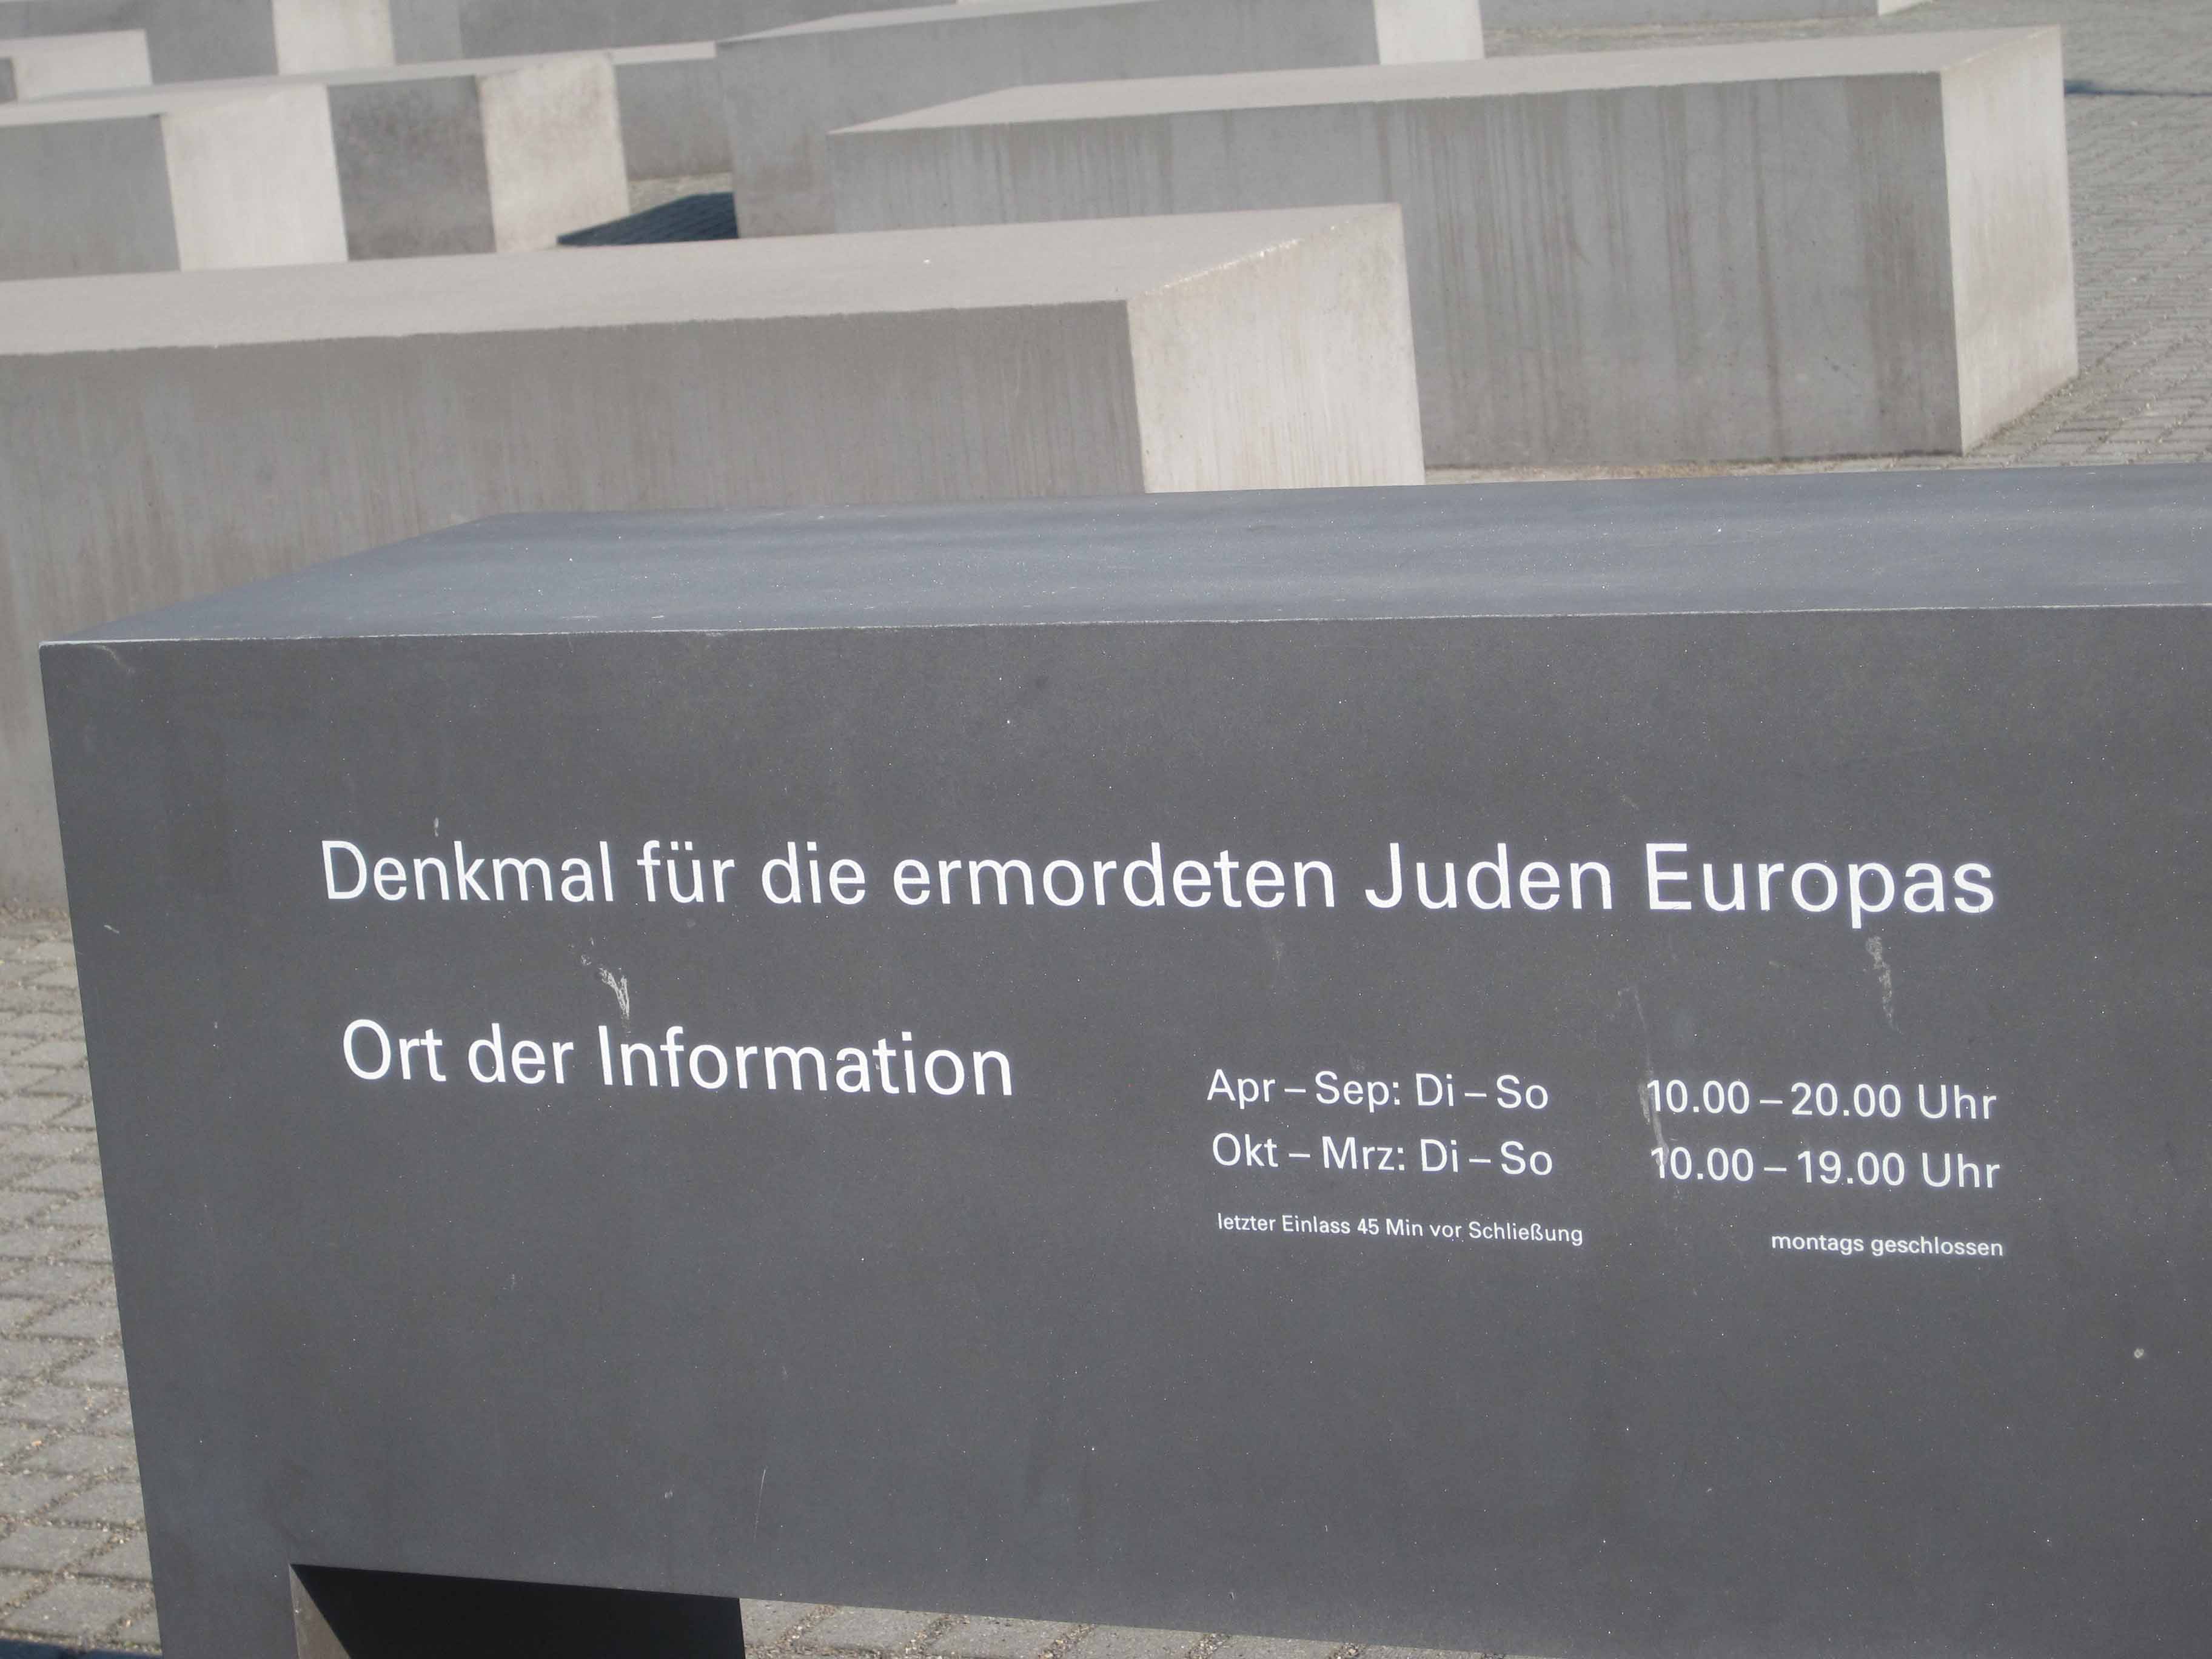 Denkmal für die ermordeten Juden Europas
Ort der Information
Apr – Sep: Di – So 10.00 – 20.00 Uhr
Okt – Mrz: Di – So 10.00 – 19.00 Uhr
letzter Einlass 45 Min vor Schließung montags geschlossen